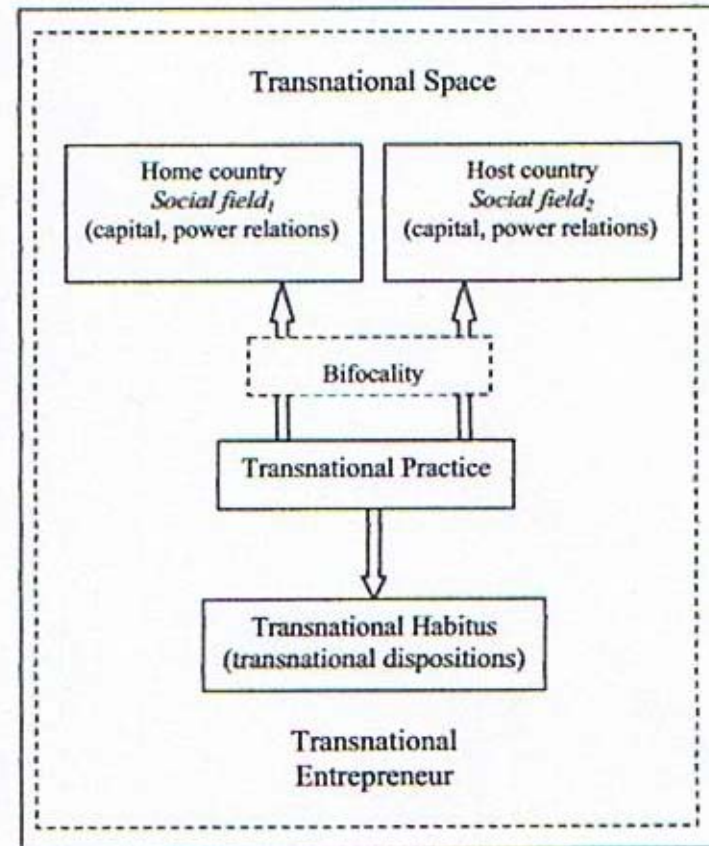 Transnational Space
Home country
Social field₁
(capital, power relations)
Host country
Social field₂
(capital, power relations)
Bifocality
Transnational Practice
Transnational Habitus
(transnational dispositions)
Transnational
Entrepreneur